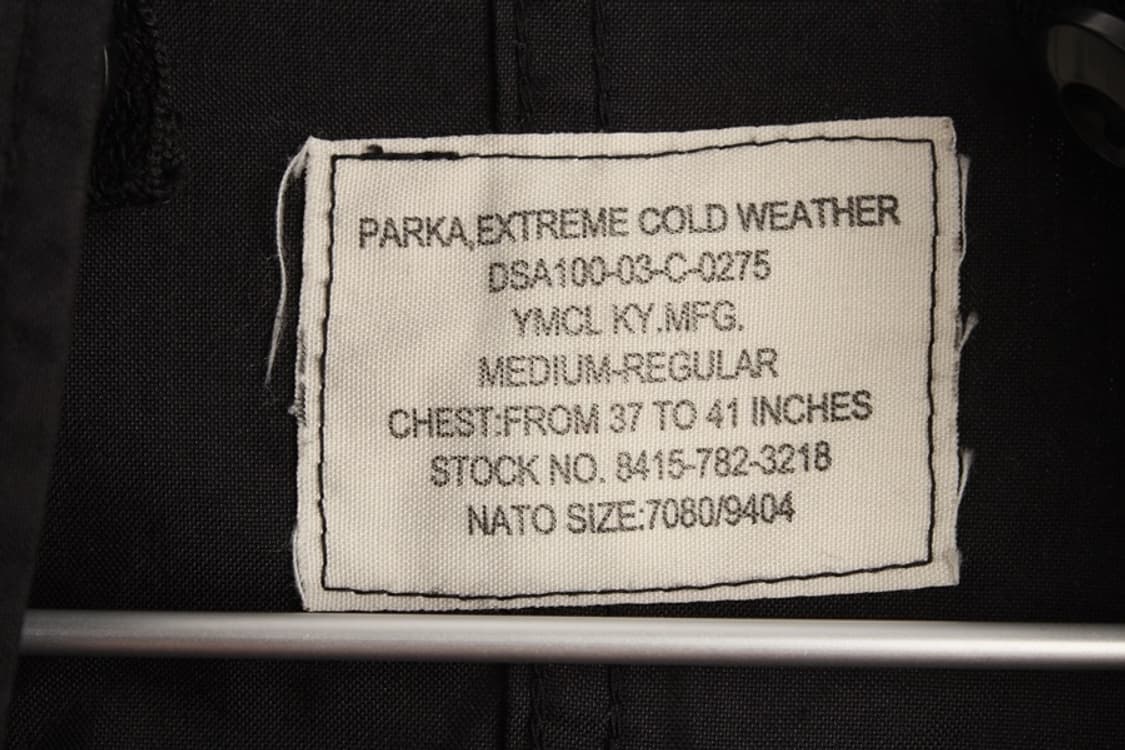 PARKA,EXTREME COLD WEATHER
DSA100-03-C-0275
YMCL KY.MFG.
MEDIUM-REGULAR
CHEST:FROM 37 TO 41 INCHES
STOCK NO. 8415-782-3218
NATO SIZE:7080/9404